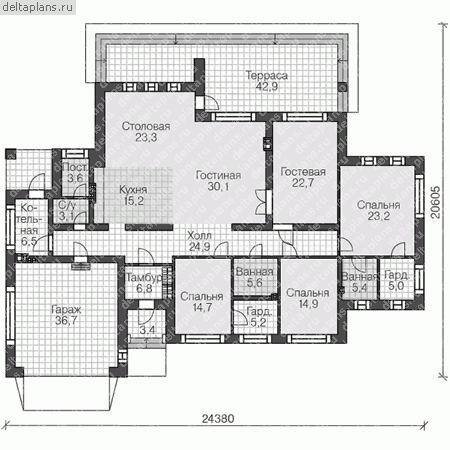 deltaplans.ru
Терраса
42,9
Столовая
23,3
Пост.
3,6
Гостиная
30,1
Гостевая
22,7
Кухня
15,2
С/у
3,1
Спальня
23,2
Ко-
тель-
ная
6,5
Холл
24,9
Тамбур
6,8
Ванная
5,6
Ванная
5,4
Гард.
5,0
Гараж
36,7
Спальня
14,7
Спальня
14,9
Гард.
5,2
3,4
20605
24380